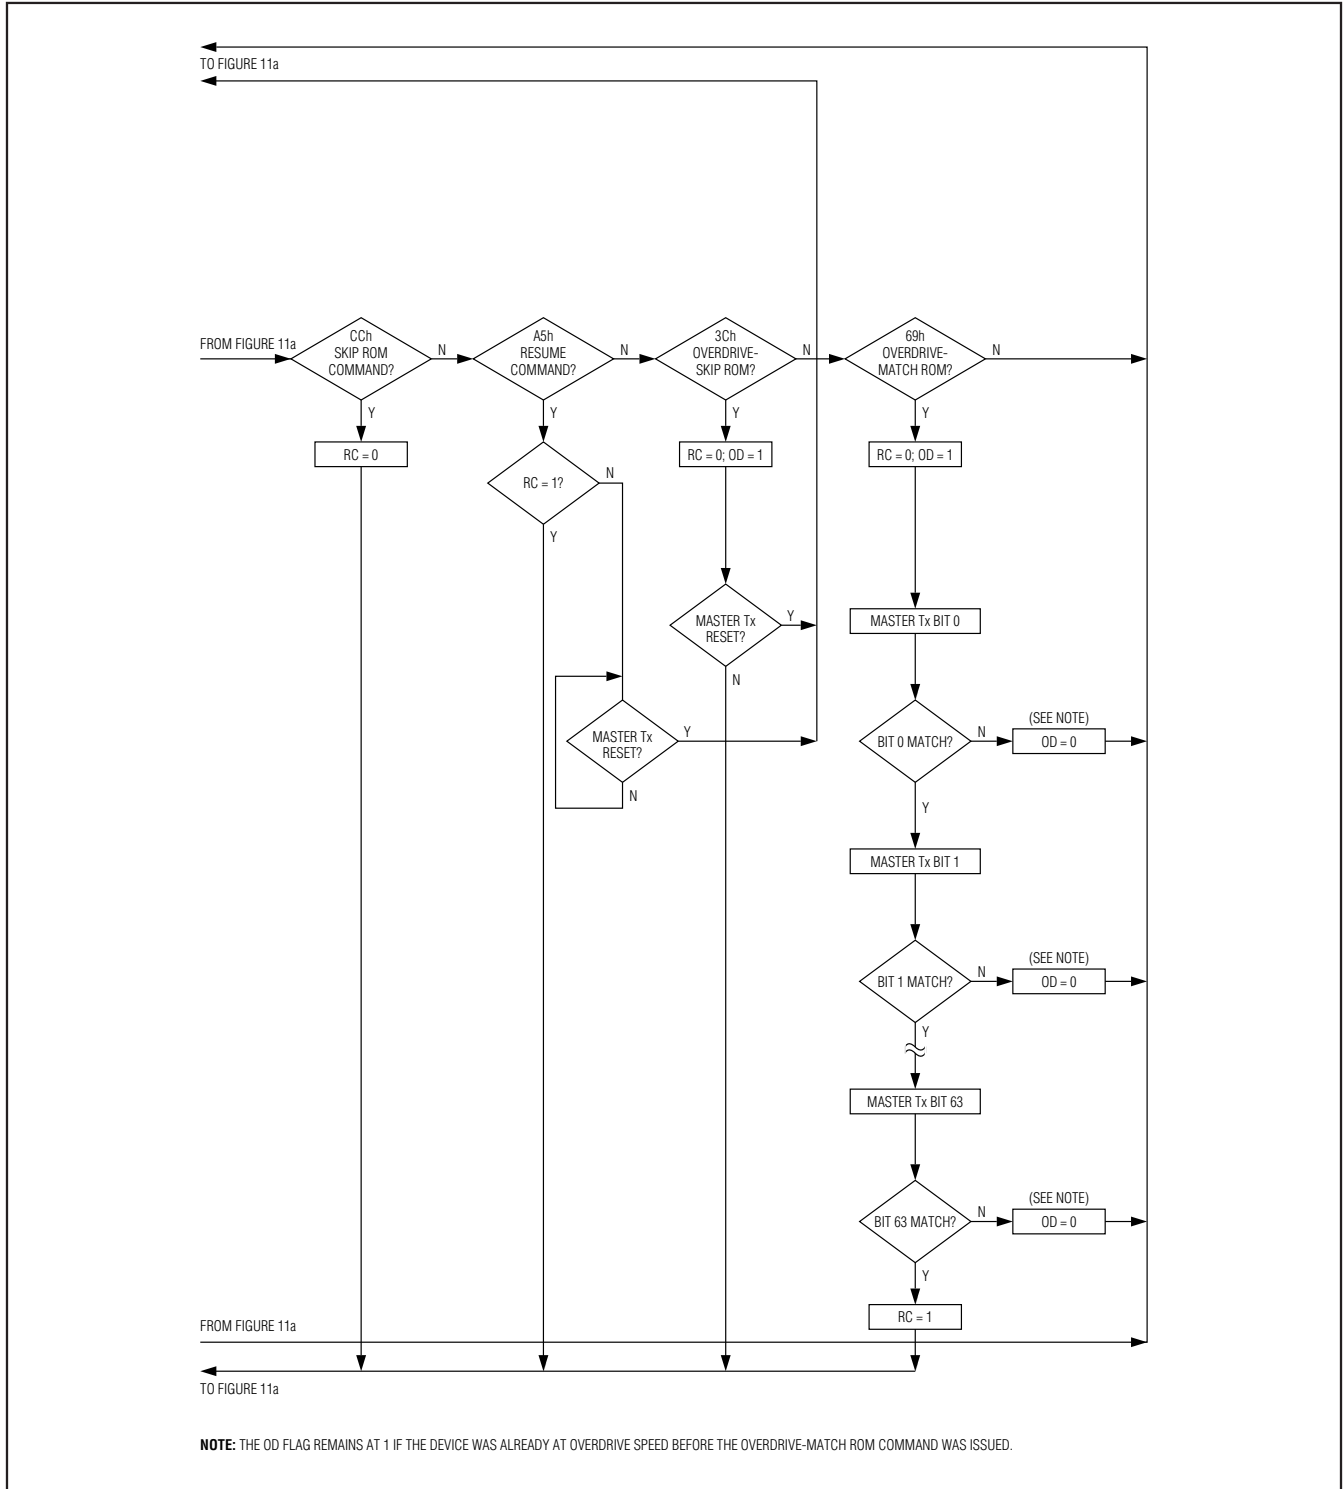 TO FIGURE 11a
FROM FIGURE 11a
CCh
SKIP ROM
COMMAND?
N
A5h
RESUME
COMMAND?
N
3Ch
OVERDRIVE-
SKIP ROM?
N
69h
OVERDRIVE-
MATCH ROM?
N
Y
Y
Y
Y
RC = 0
RC = 1?
N
Y
RC = 0; OD = 1
RC = 0; OD = 1
MASTER Tx
RESET?
Y
N
MASTER Tx BIT 0
MASTER Tx
RESET?
Y
N
BIT 0 MATCH?
N
(SEE NOTE)
OD = 0
Y
MASTER Tx BIT 1
BIT 1 MATCH?
N
(SEE NOTE)
OD = 0
Y
MASTER Tx BIT 63
BIT 63 MATCH?
N
(SEE NOTE)
OD = 0
Y
RC = 1
FROM FIGURE 11a
TO FIGURE 11a
NOTE: THE OD FLAG REMAINS AT 1 IF THE DEVICE WAS ALREADY AT OVERDRIVE SPEED BEFORE THE OVERDRIVE-MATCH ROM COMMAND WAS ISSUED.